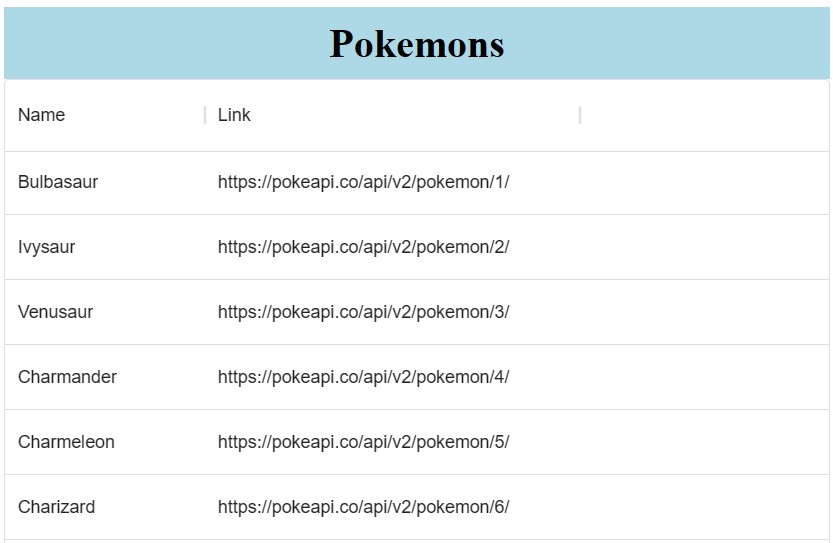 Pokemons
Name Link
Bulbasaur https://pokeapi.co/api/v2/pokemon/1/
Ivysaur https://pokeapi.co/api/v2/pokemon/2/
Venusaur https://pokeapi.co/api/v2/pokemon/3/
Charmander https://pokeapi.co/api/v2/pokemon/4/
Charmeleon https://pokeapi.co/api/v2/pokemon/5/
Charizard https://pokeapi.co/api/v2/pokemon/6/